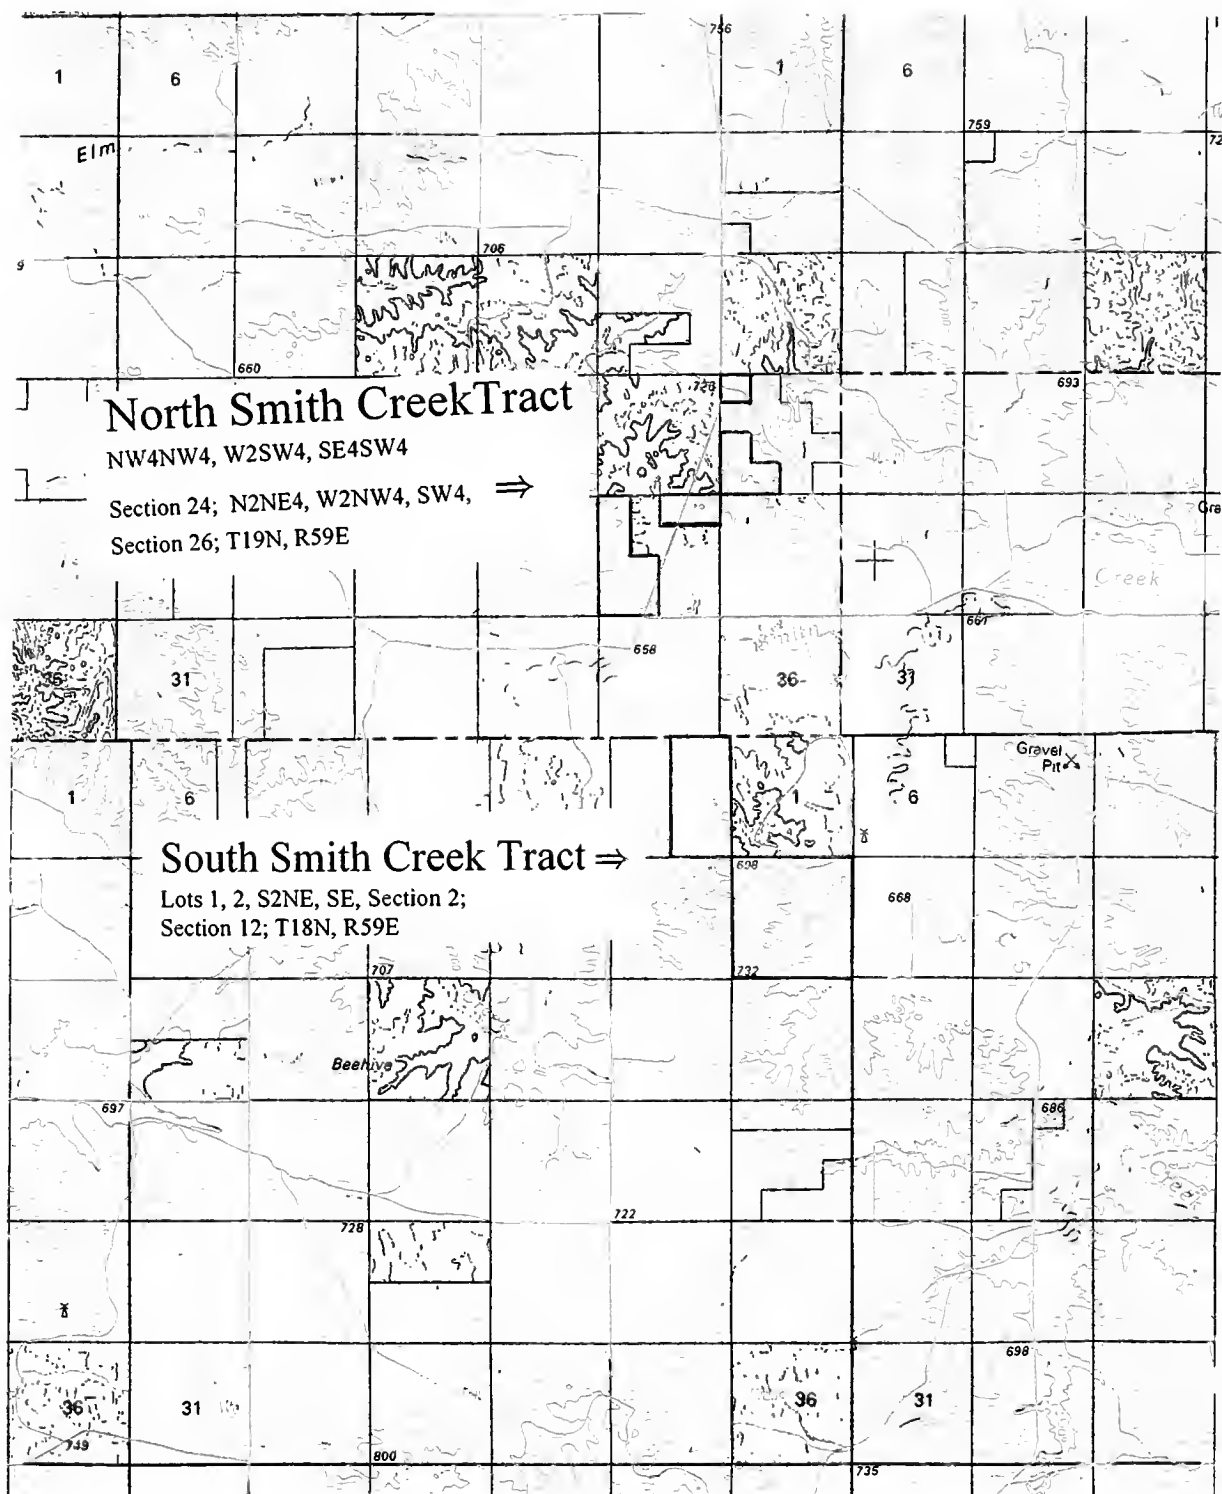 756
1 6 1 6
759
Elm
72
706
9
660
693
North Smith CreekTract
NW4NW4, W2SW4, SE4SW4
Section 24; N2NE4, W2NW4, SW4, ⇒
Section 26; T19N, R59E
Gra
Creek
661
658
36 31 36 31
Gravel
Pit
1 6 1 6
South Smith Creek Tract ⇒
Lots 1, 2, S2NE, SE, Section 2;
Section 12; T18N, R59E
698
668
707
732
Beehive
697
686
Creek
728
722
698
36 31 36 31
749
800
735